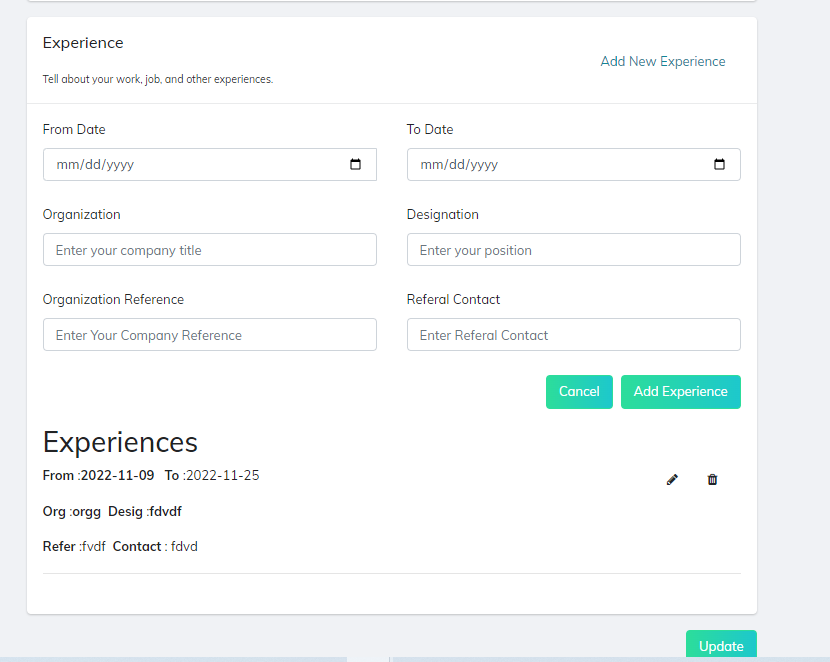 Experience
Add New Experience
Tell about your work, job, and other experiences.
From Date To Date
mm/dd/yyyy mm/dd/yyyy
Organization Designation
Enter your company title Enter your position
Organization Reference Referal Contact
Enter Your Company Reference Enter Referal Contact
Cancel Add Experience
Experiences
From :2022-11-09 To :2022-11-25
Org :orgg Desig :fdvdf
Refer :fvdf Contact : fdvd
Update